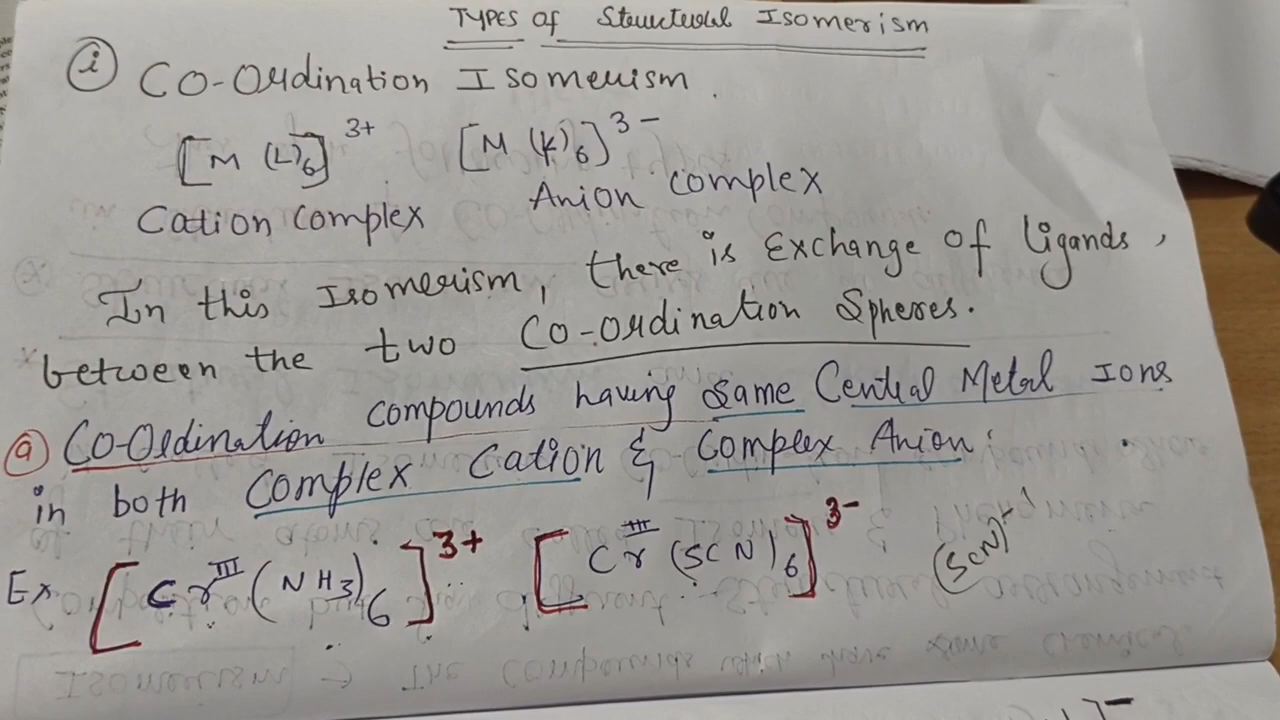 TYPES of Structural Isomerism
(i) CO-Ordination Isomerism.
[M (L)6]3+ [M (K)6]3-
Cation complex Anion complex
In this Isomerism, there is Exchange of ligands,
between the two Co-ordination Spheres.
(a) Co-Ordination compounds having same Central Metal Ions
in both Complex Cation & Complex Anion:
Ex [CrIII(NH3)6]3+ [CrIII(SCN)6]3- (SCN)-